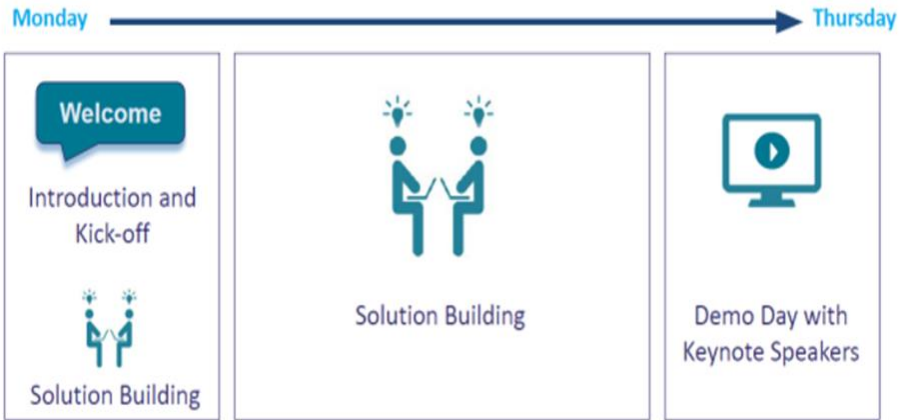 Monday
Thursday
Welcome
Introduction and
Kick-off
Solution Building
Solution Building
Demo Day with
Keynote Speakers